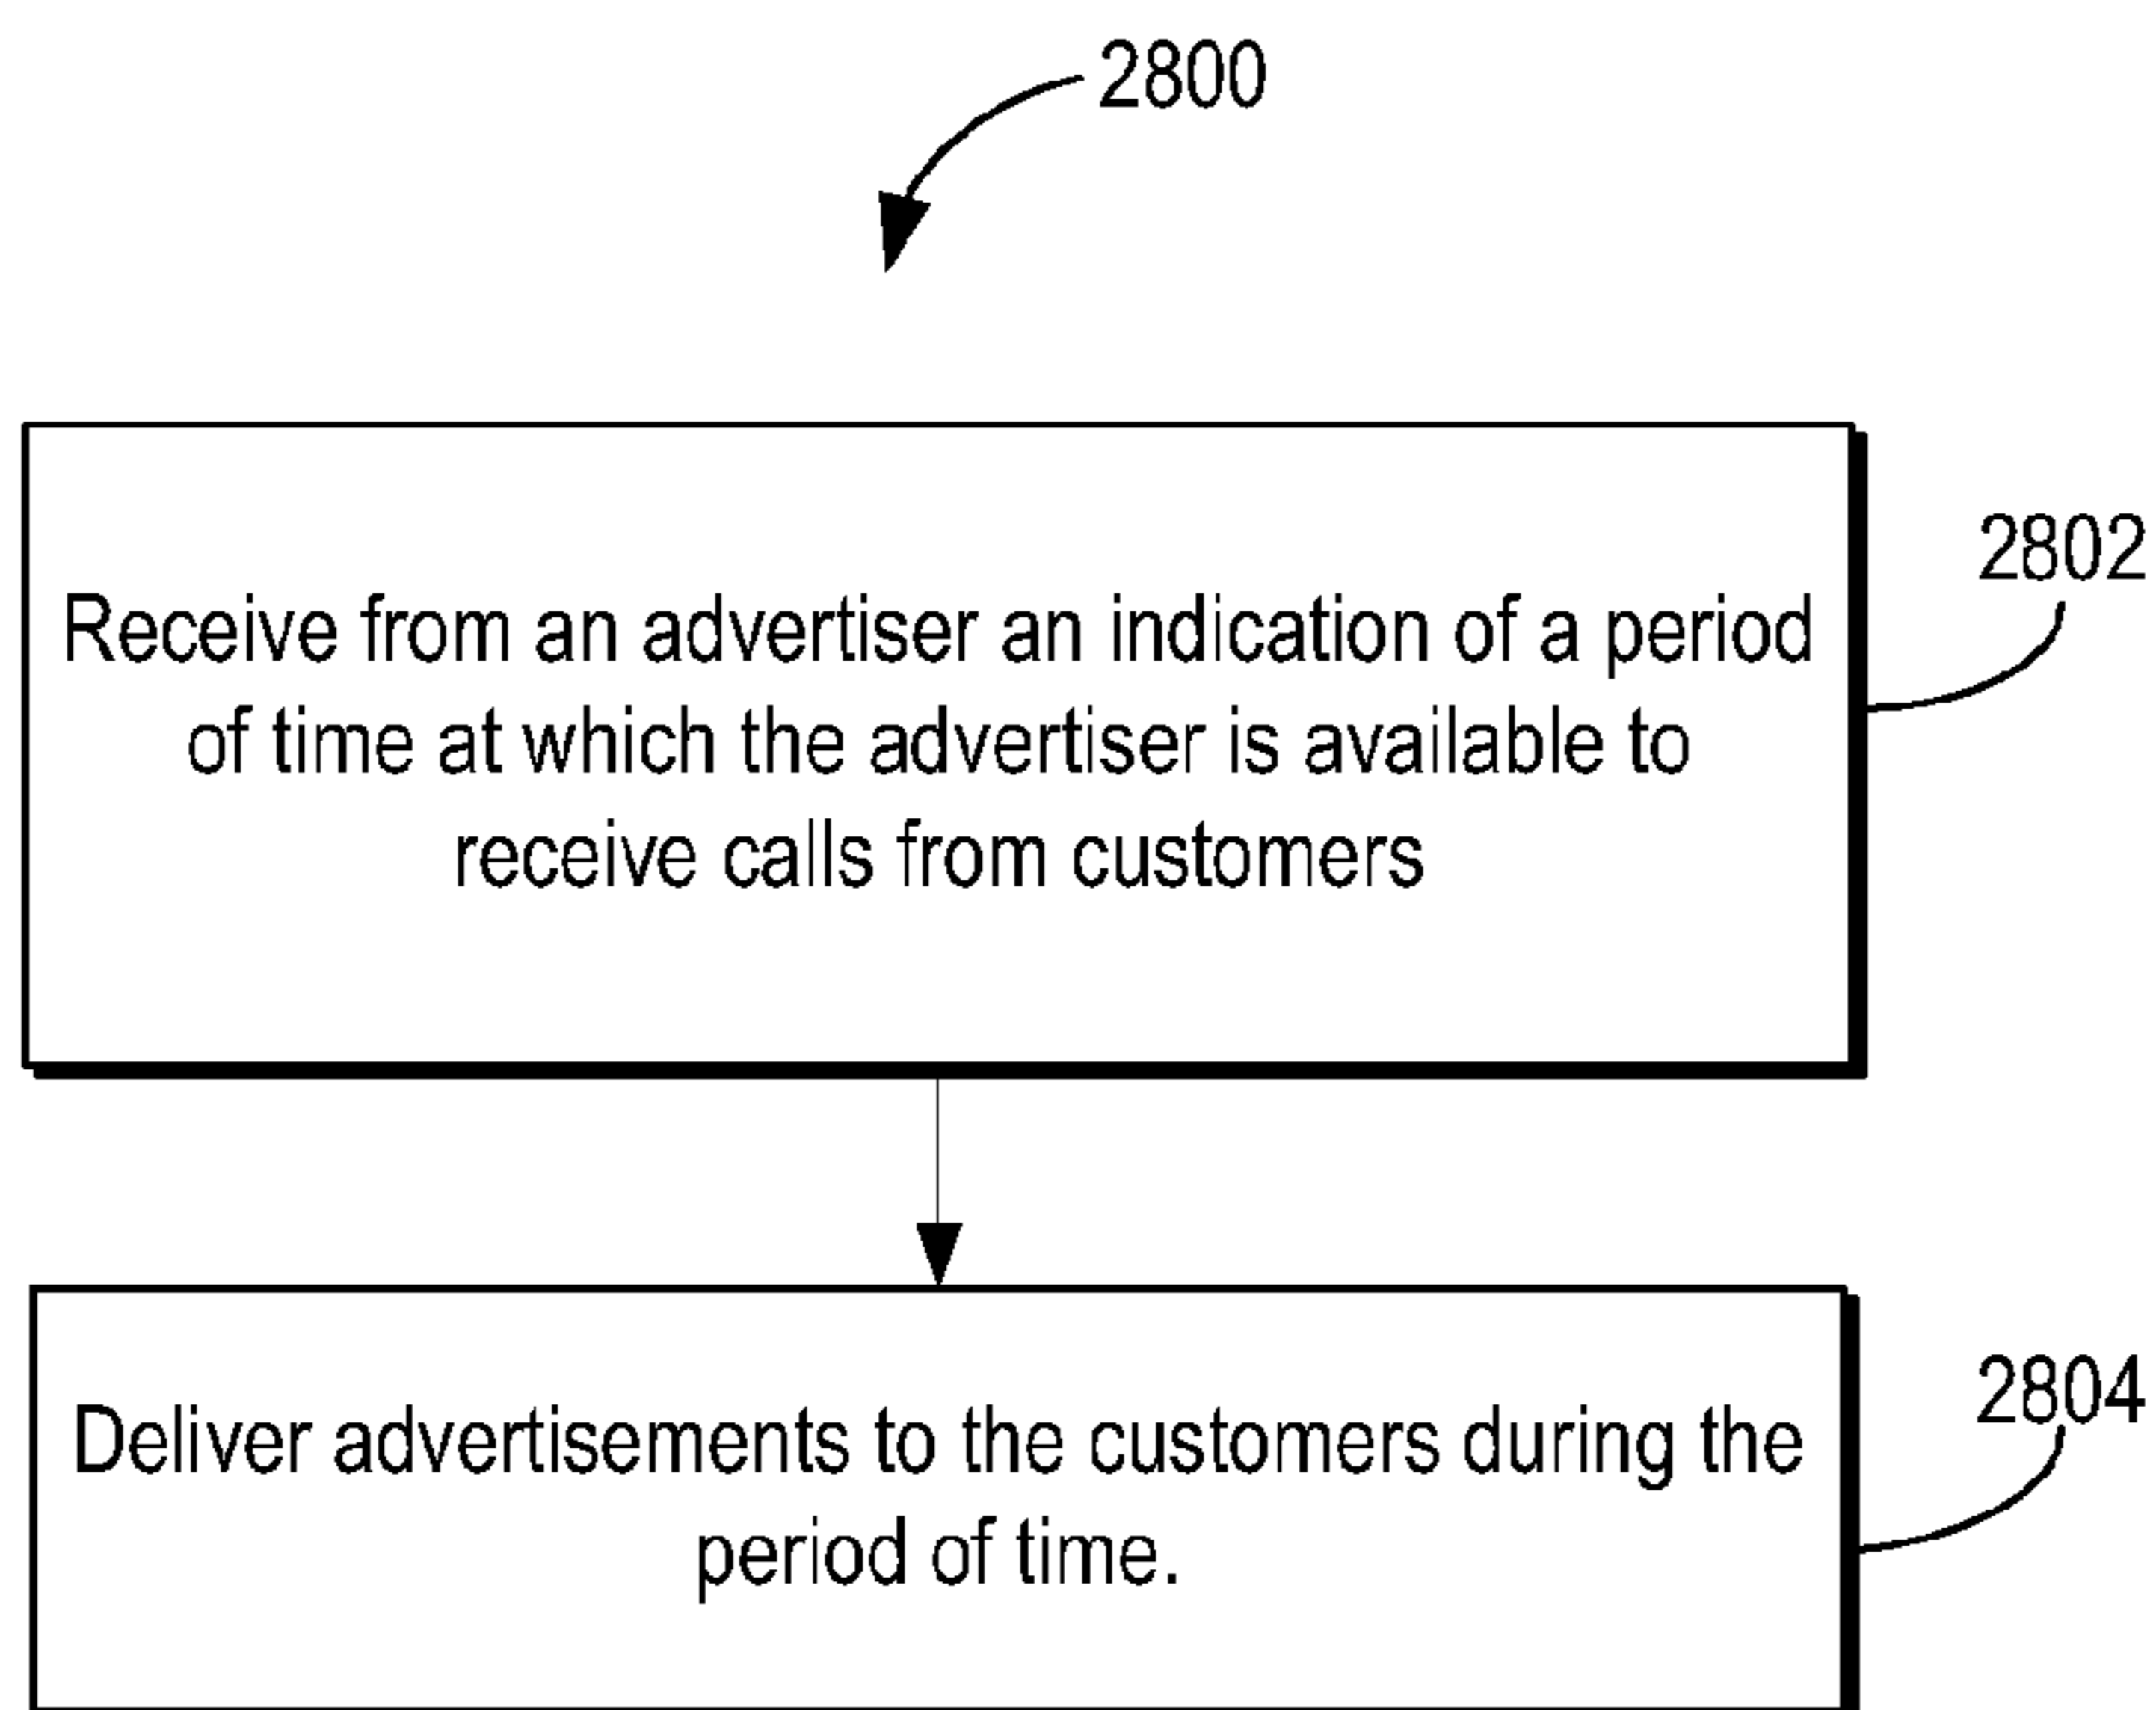 2800
2802
Receive from an advertiser an indication of a period
of time at which the advertiser is available to
receive calls from customers
2804
Deliver advertisements to the customers during the
period of time.